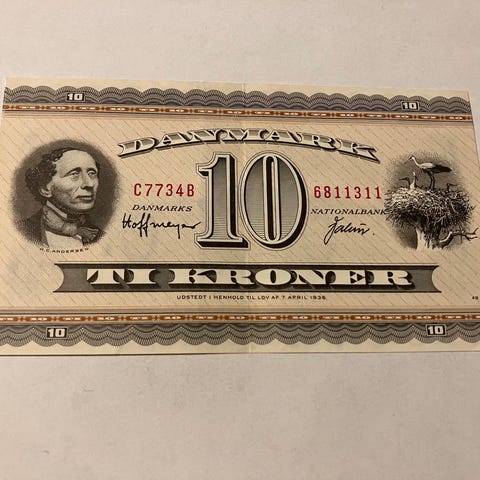 10 10
DANMARK
C7734B 10 6811311
DANMARKS NATIONALBANK
Hoffmeyer
H.C. ANDERSEN
TI KRONER
UDSTEDT I HENHOLD TIL LOV AF 7. APRIL 1936
10 10